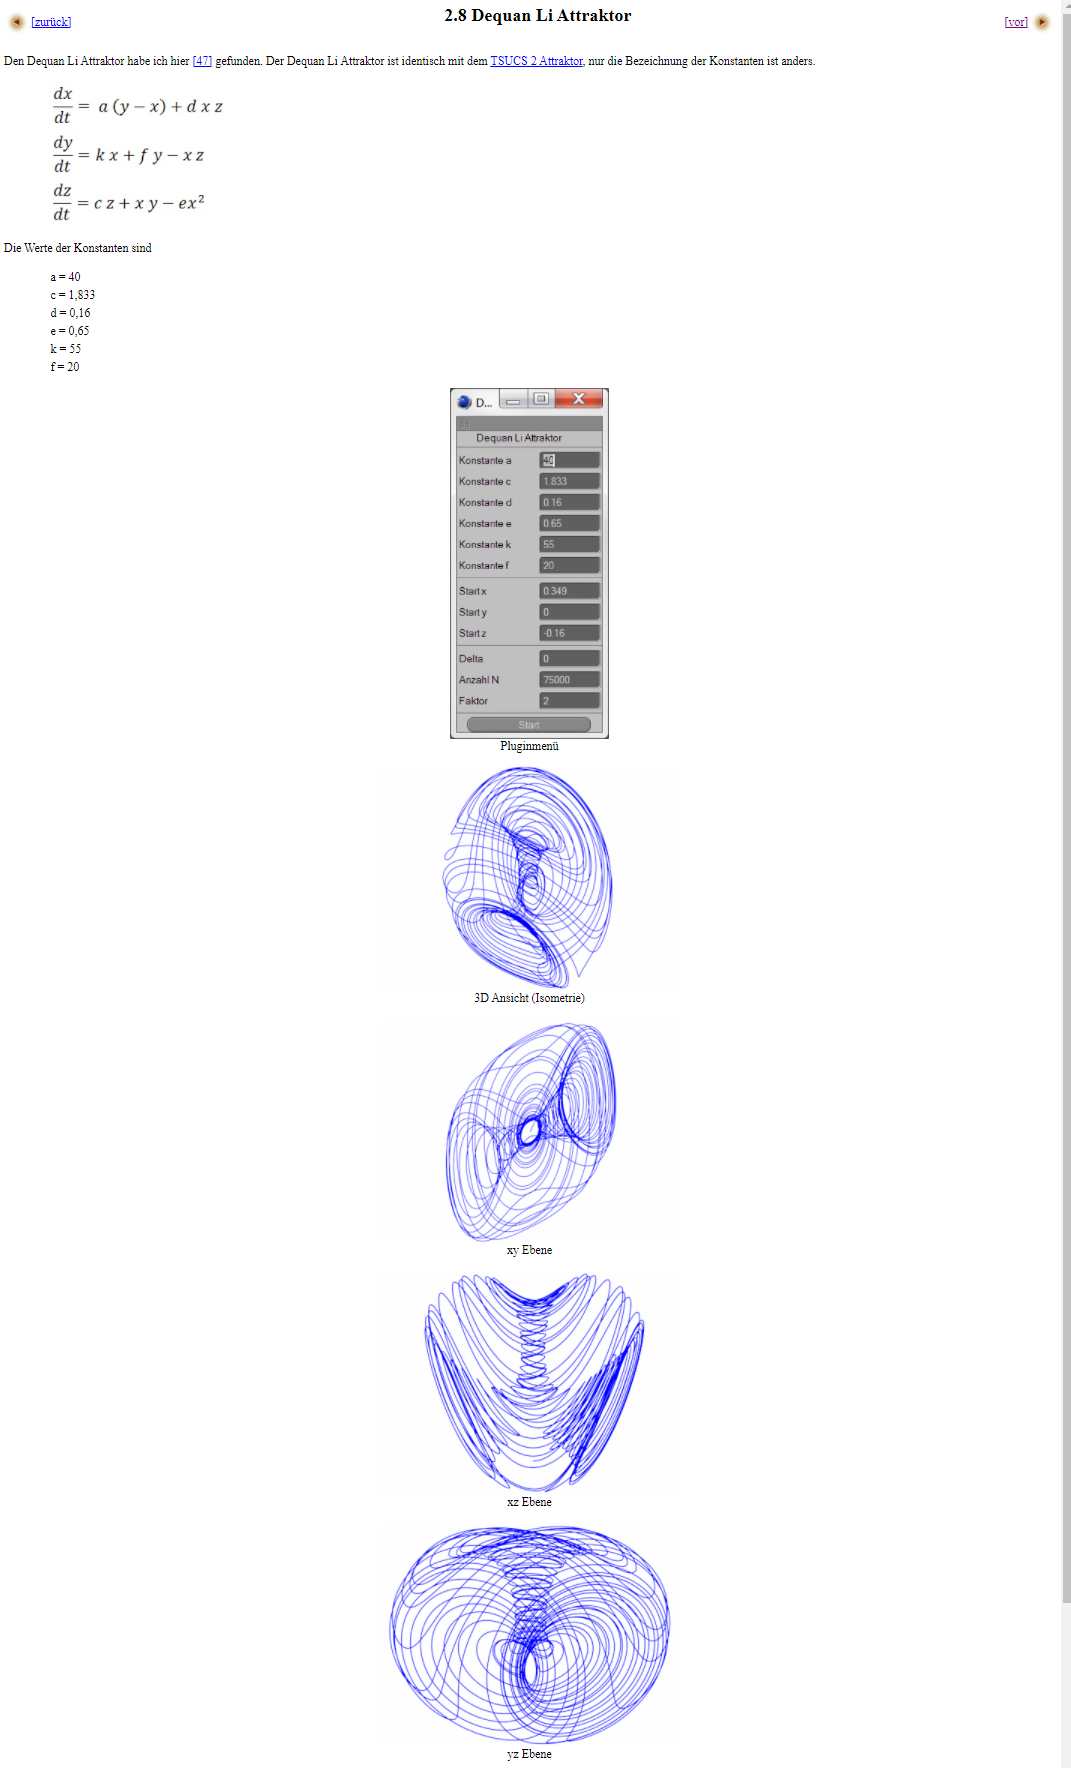 [zurück]
2.8 Dequan Li Attraktor
[vor]
Den Dequan Li Attraktor habe ich hier [47] gefunden. Der Dequan Li Attraktor ist identisch mit dem TSUCS 2 Attraktor, nur die Bezeichnung der Konstanten ist anders.
dx/dt = a (y − x) + d x z
dy/dt = k x + f y − x z
dz/dt = c z + x y − ex²
Die Werte der Konstanten sind
a = 40
c = 1,833
d = 0,16
e = 0,65
k = 55
f = 20
D...
Dequan Li Attraktor
Konstante a 40
Konstante c 1.833
Konstante d 0.16
Konstante e 0.65
Konstante k 55
Konstante f 20
Start x 0.349
Start y 0
Start z -0.16
Delta 0
Anzahl N 75000
Faktor 2
Start
Pluginmenü
3D Ansicht (Isometrie)
xy Ebene
xz Ebene
yz Ebene